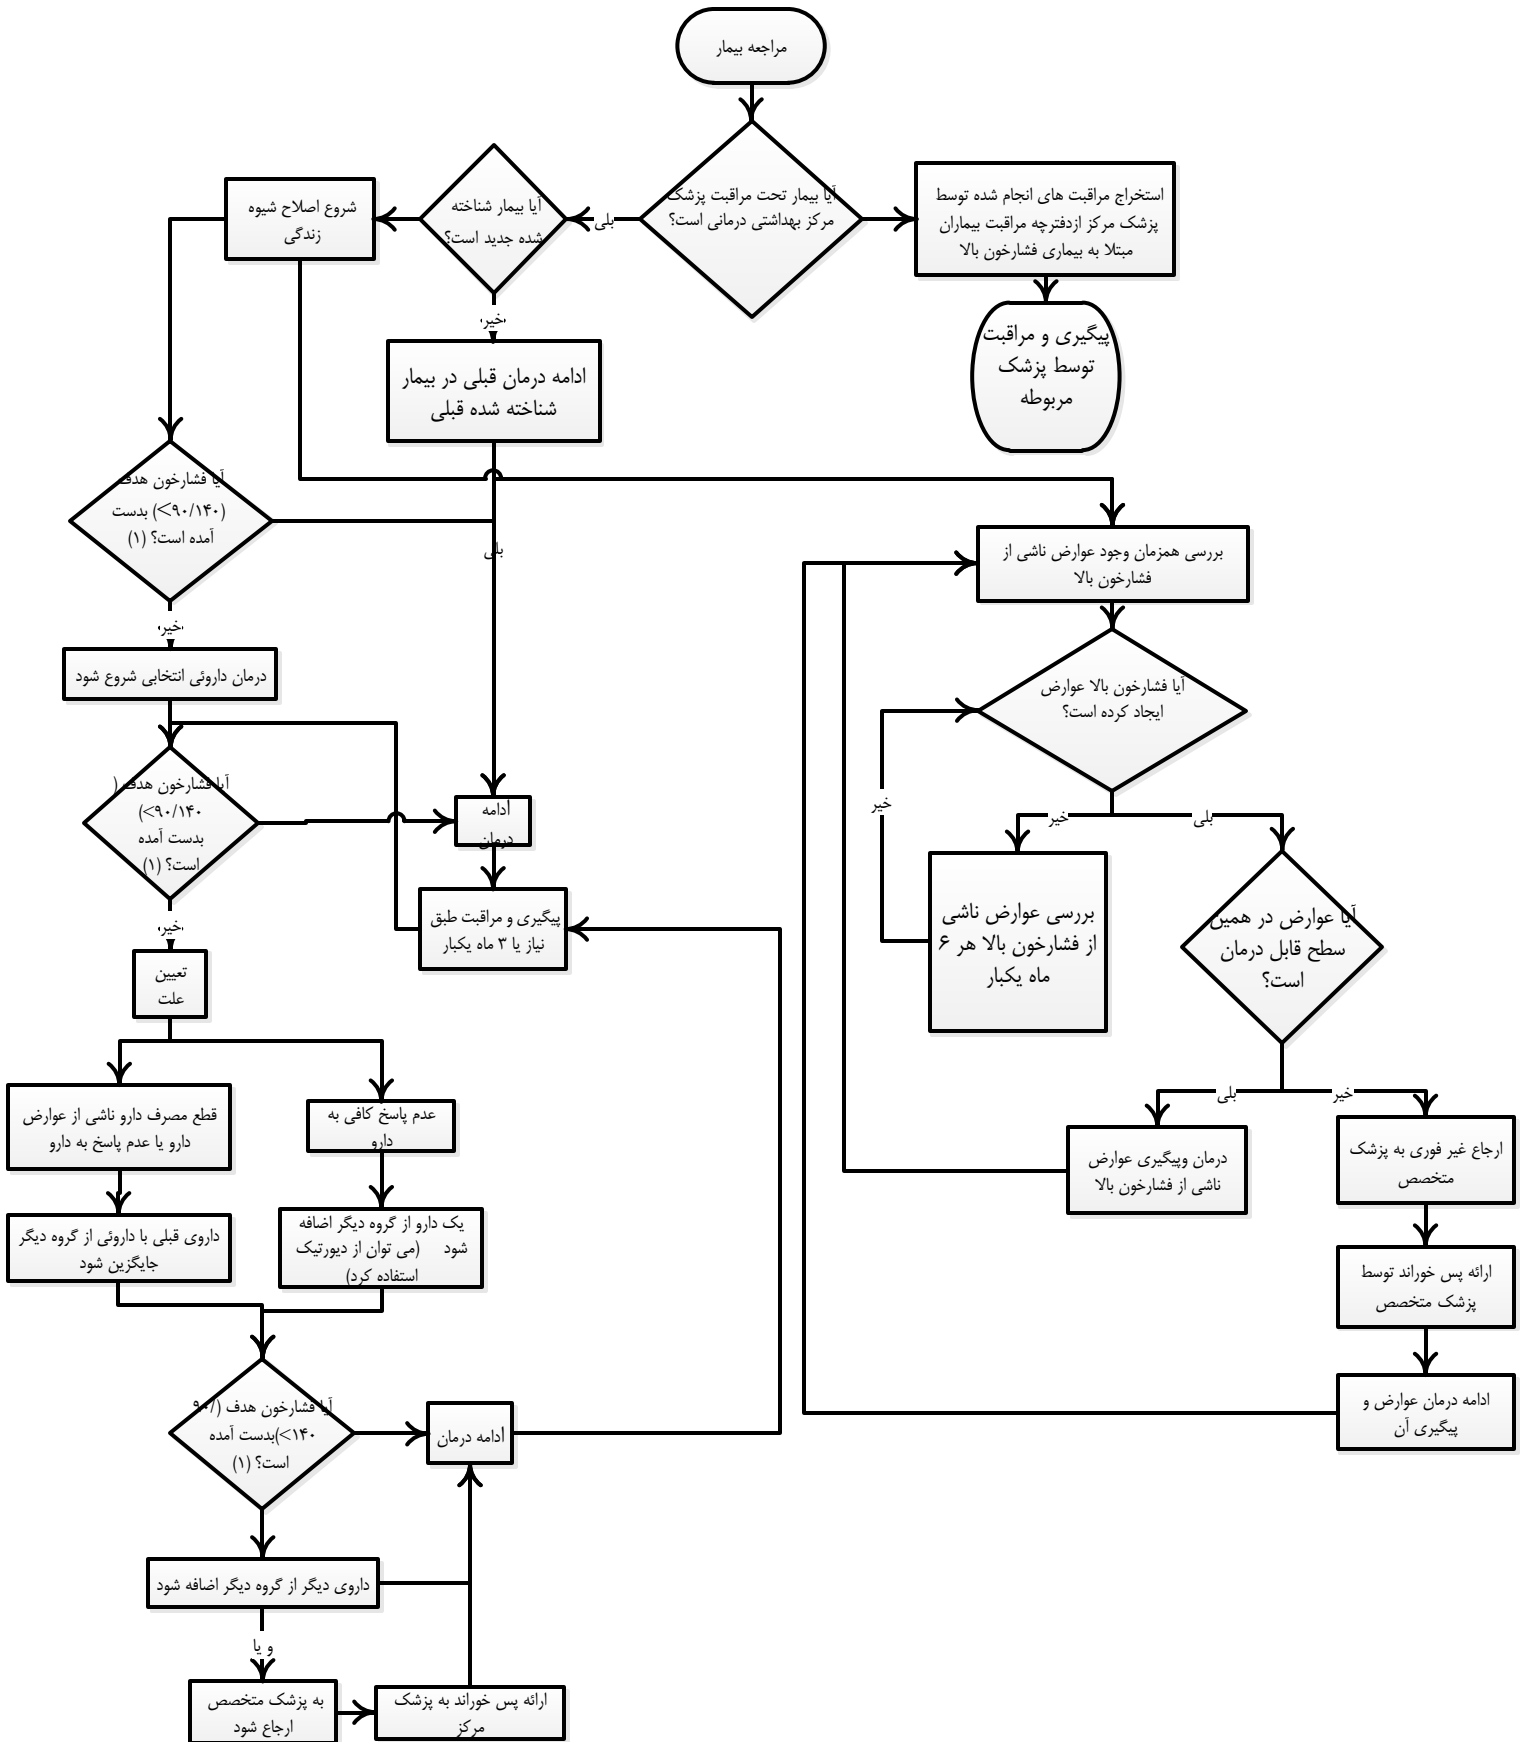 مراجعه بیمار
آیا بیمار تحت مراقبت پزشک
مرکز بهداشتی درمانی است؟
استخراج مراقبت های انجام شده توسط
پزشک مرکز ازدفترچه مراقبت بیماران
مبتلا به بیماری فشارخون بالا
پیگیری و مراقبت
توسط پزشک
مربوطه
بلی
آیا بیمار شناخته
شده جدید است؟
شروع اصلاح شیوه
زندگی
خیر
ادامه درمان قبلی در بیمار
شناخته شده قبلی
آیا فشارخون هدف
(۹۰/۱۴۰>) بدست
آمده است؟ (۱)
بلی
خیر
درمان داروئی انتخابی شروع شود
آیا فشارخون هدف (
۹۰/۱۴۰>)
بدست آمده
است؟ (۱)
ادامه
درمان
پیگیری و مراقبت طبق
نیاز یا ۳ ماه یکبار
خیر
تعیین
علت
قطع مصرف دارو ناشی از عوارض
دارو یا عدم پاسخ به دارو
عدم پاسخ کافی به
دارو
داروی قبلی با داروئی از گروه دیگر
جایگزین شود
یک دارو از گروه دیگر اضافه
شود (می توان از دیورتیک
استفاده کرد)
آیا فشارخون هدف (۹۰/
۱۴۰>)بدست آمده
است؟ (۱)
ادامه درمان
داروی دیگر از گروه دیگر اضافه شود
و یا
به پزشک متخصص
ارجاع شود
ارائه پس خوراند به پزشک
مرکز
بررسی همزمان وجود عوارض ناشی از
فشارخون بالا
آیا فشارخون بالا عوارض
ایجاد کرده است؟
خیر
خیر
بلی
بررسی عوارض ناشی
از فشارخون بالا هر ۶
ماه یکبار
آیا عوارض در همین
سطح قابل درمان
است؟
بلی
خیر
درمان وپیگیری عوارض
ناشی از فشارخون بالا
ارجاع غیر فوری به پزشک
متخصص
ارائه پس خوراند توسط
پزشک متخصص
ادامه درمان عوارض و
پیگیری آن